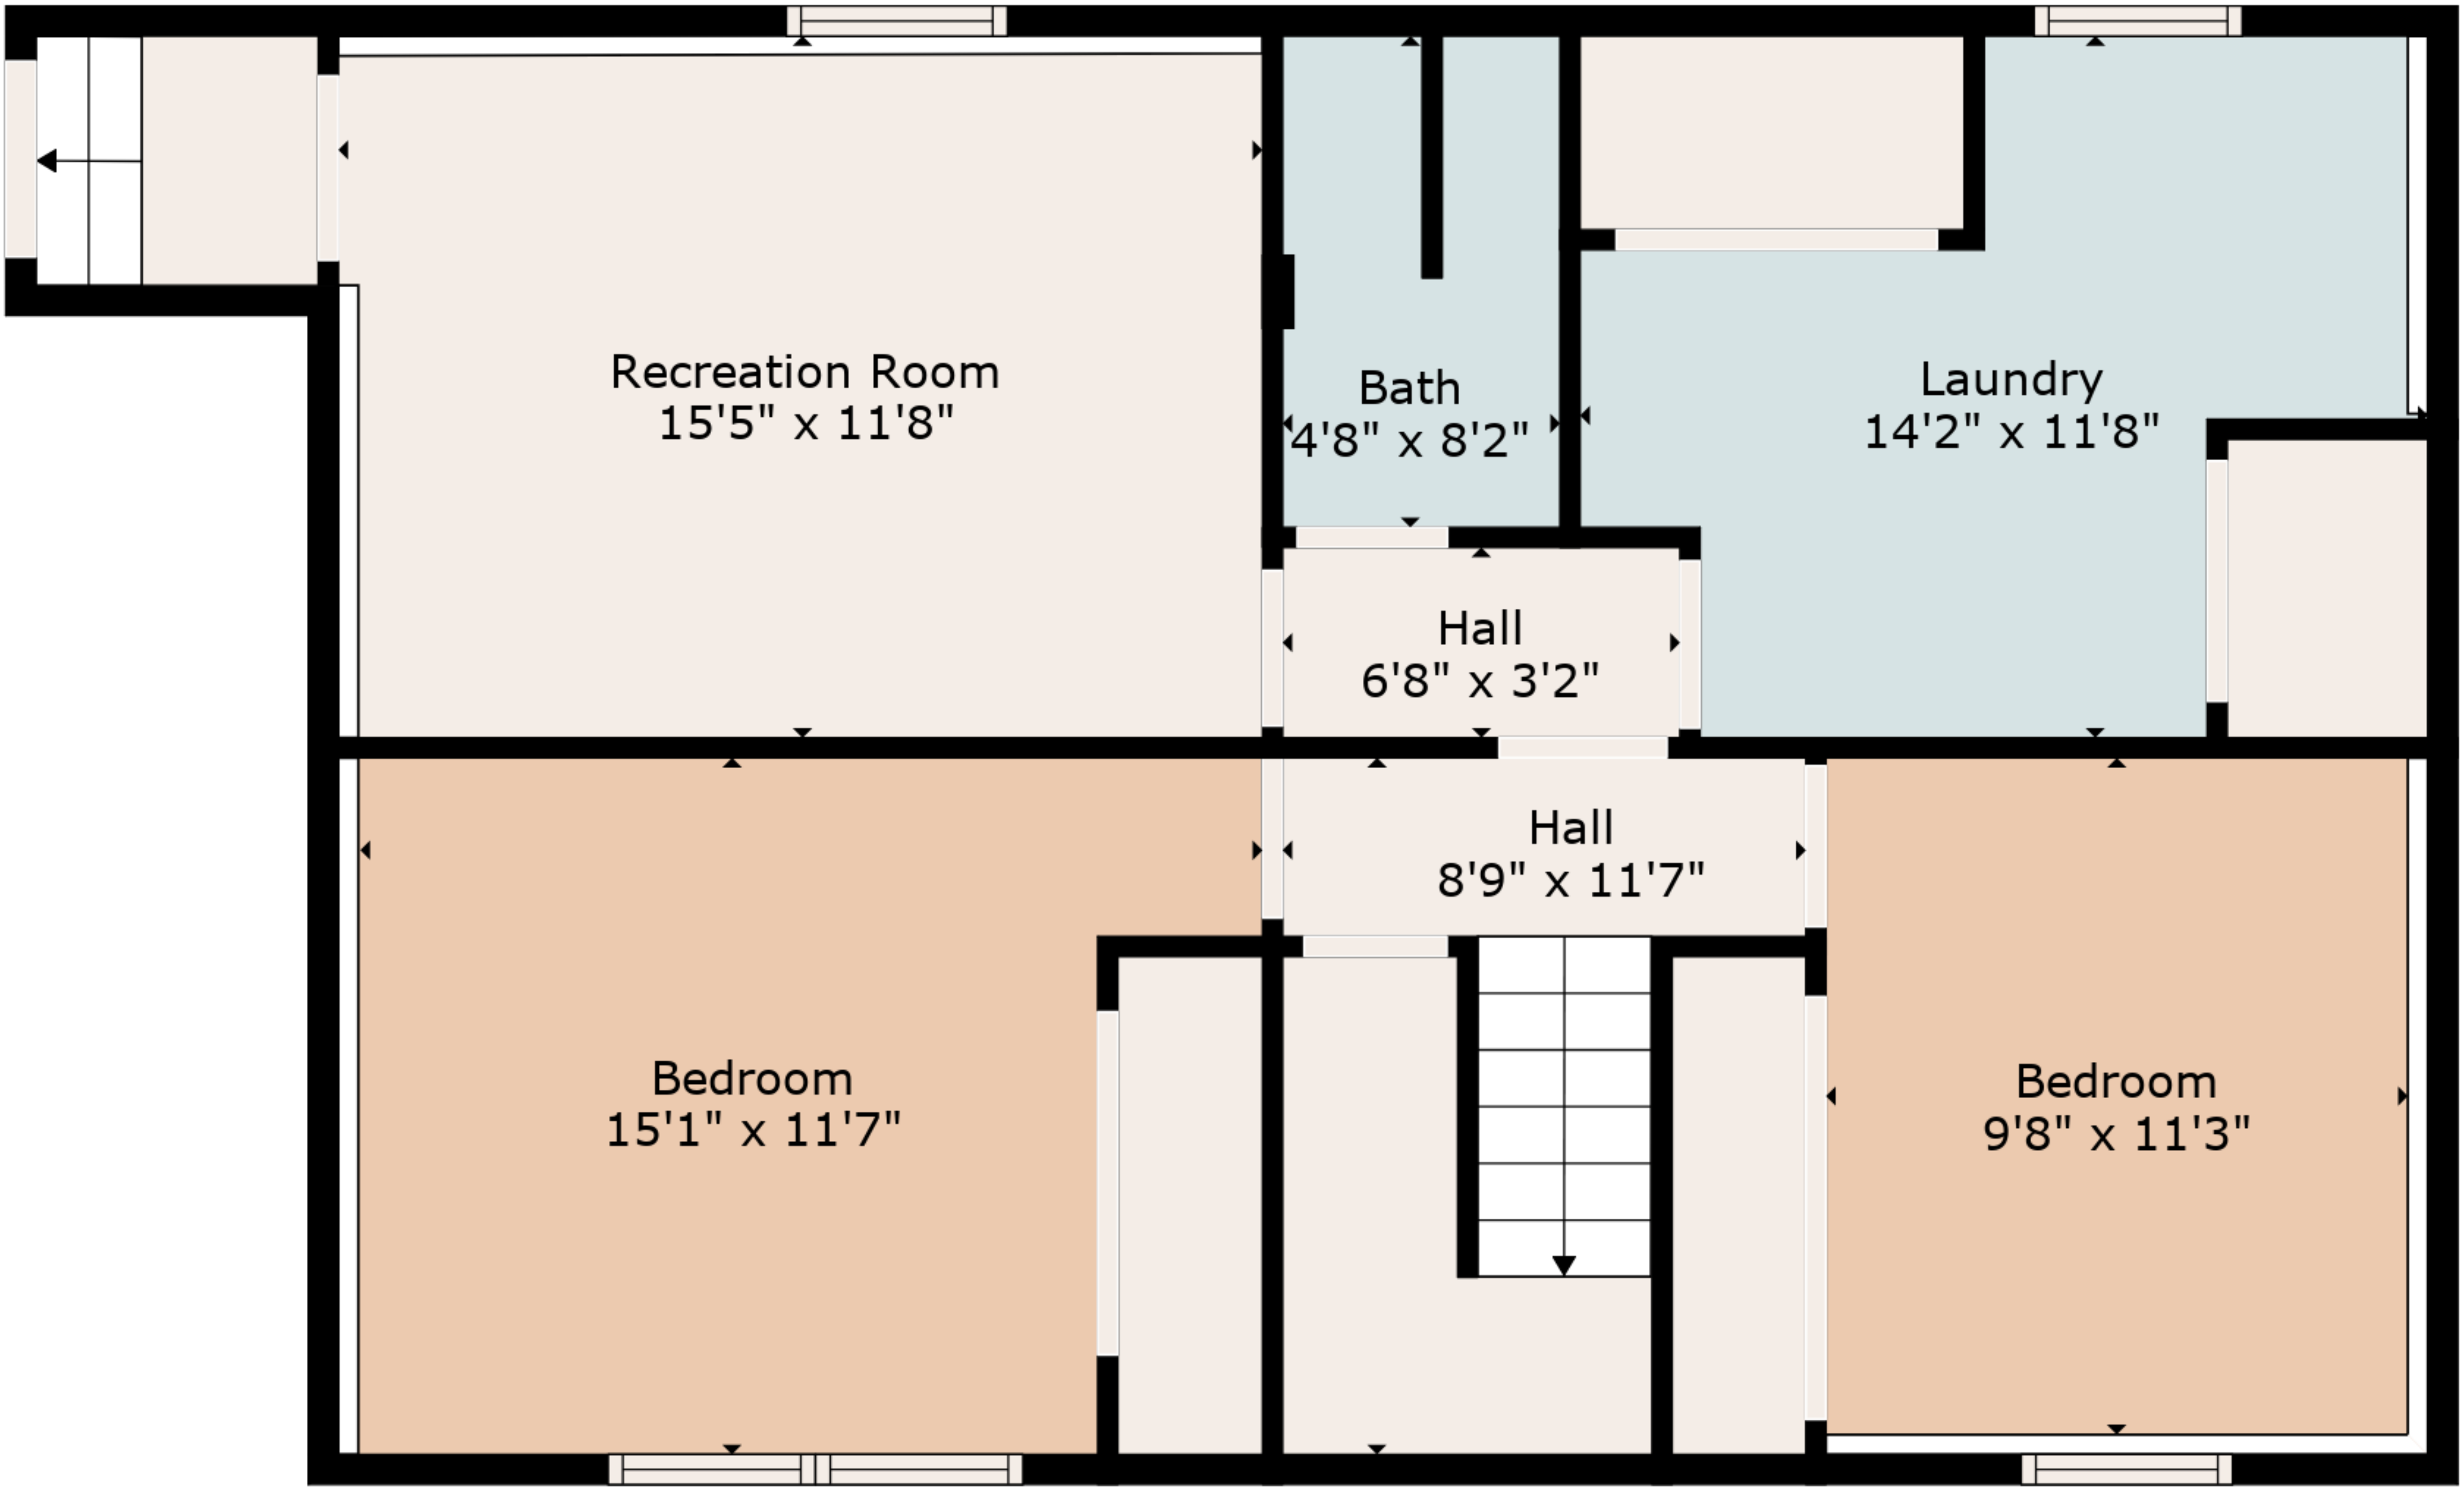 Recreation Room
15'5" x 11'8"
Bath
4'8" x 8'2"
Laundry
14'2" x 11'8"
Hall
6'8" x 3'2"
Hall
8'9" x 11'7"
Bedroom
15'1" x 11'7"
Bedroom
9'8" x 11'3"